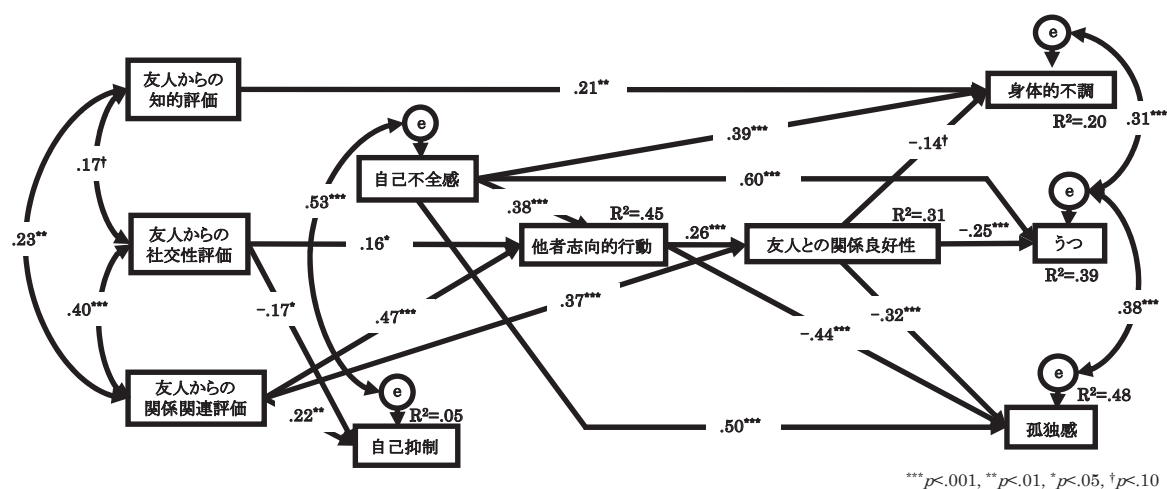 e
友人からの
知的評価
.21**
身体的不調
R²=.20
.31***
e
.39***
-.14†
.17†
自己不全感
.60***
e
.53***
.38***
R²=.45
R²=.31
.23**
友人からの
社交性評価
.16*
他者志向的行動
.26***
友人との関係良好性
-.25***
うつ
R²=.39
.40***
-.17*
.47***
.37***
-.32***
.38***
-.44***
友人からの
関係関連評価
e
e
.22**
R²=.05
R²=.48
自己抑制
.50***
孤独感
***p<.001, **p<.01, *p<.05, †p<.10